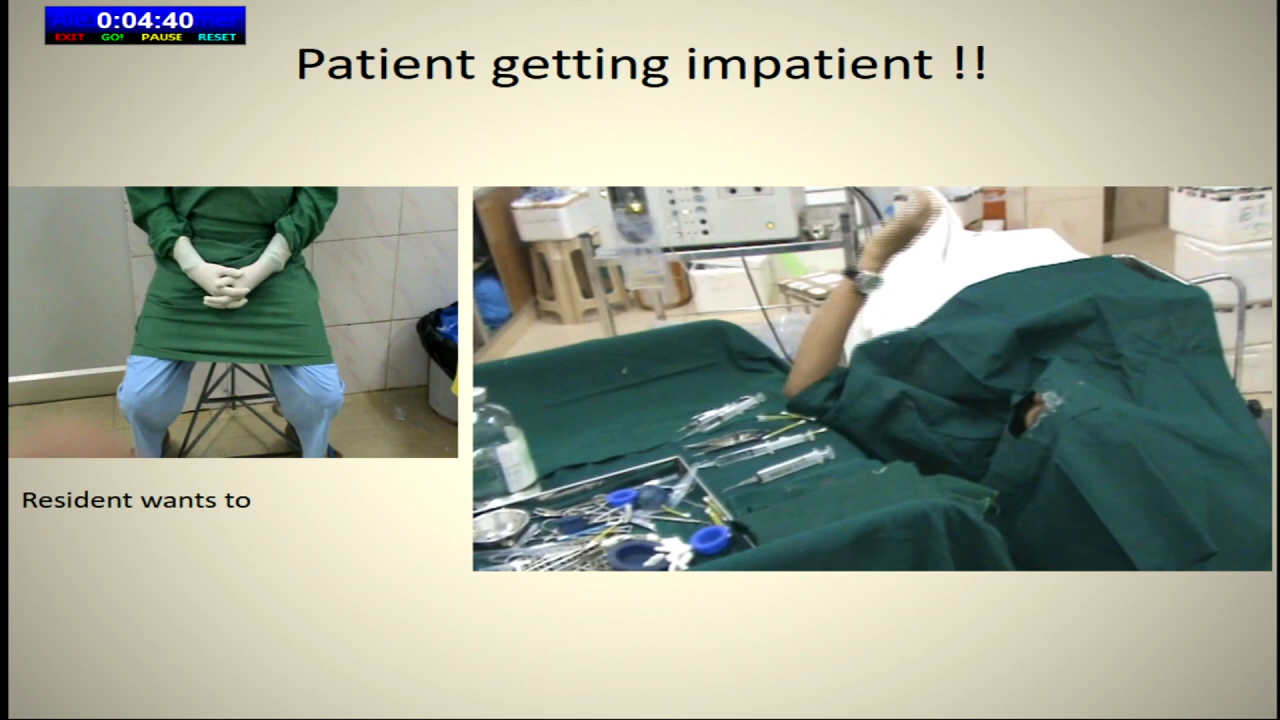 0:04:40
EXIT GO! PAUSE RESET
Patient getting impatient !!
Resident wants to